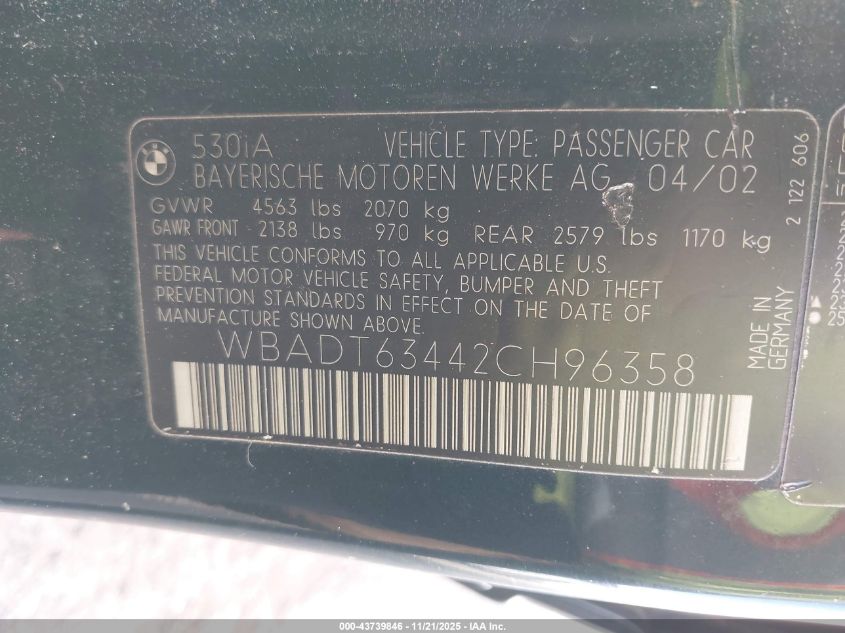 530iA VEHICLE TYPE: PASSENGER CAR
BAYERISCHE MOTOREN WERKE AG 04/02
GVWR 4563 lbs 2070 kg
GAWR FRONT 2138 lbs 970 kg REAR 2579 lbs 1170 kg
THIS VEHICLE CONFORMS TO ALL APPLICABLE U.S.
FEDERAL MOTOR VEHICLE SAFETY, BUMPER AND THEFT
PREVENTION STANDARDS IN EFFECT ON THE DATE OF
MANUFACTURE SHOWN ABOVE.
WBADT63442CH96358
MADE IN
GERMANY
2 122 606
000-43739846 - 11/21/2025 - IAA Inc.